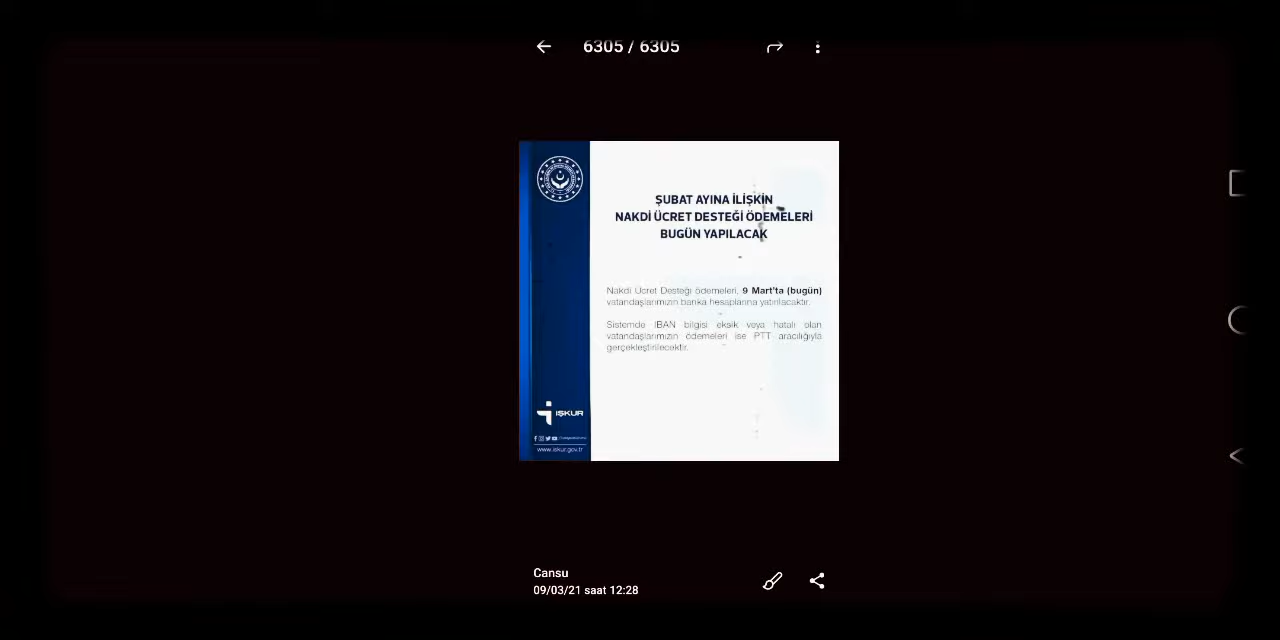 6305 / 6305
ŞUBAT AYINA İLİŞKİN
NAKDİ ÜCRET DESTEĞİ ÖDEMELERİ
BUGÜN YAPILACAK
Nakdi Ücret Desteği ödemeleri, 9 Mart'ta (bugün)
vatandaşlarımızın banka hesaplarına yatırılacaktır.
Sistemde IBAN bilgisi eksik veya hatalı olan
vatandaşlarımızın ödemeleri ise PTT aracılığıyla
gerçekleştirilecektir.
İŞKUR
www.iskur.gov.tr
Cansu
09/03/21 saat 12:28